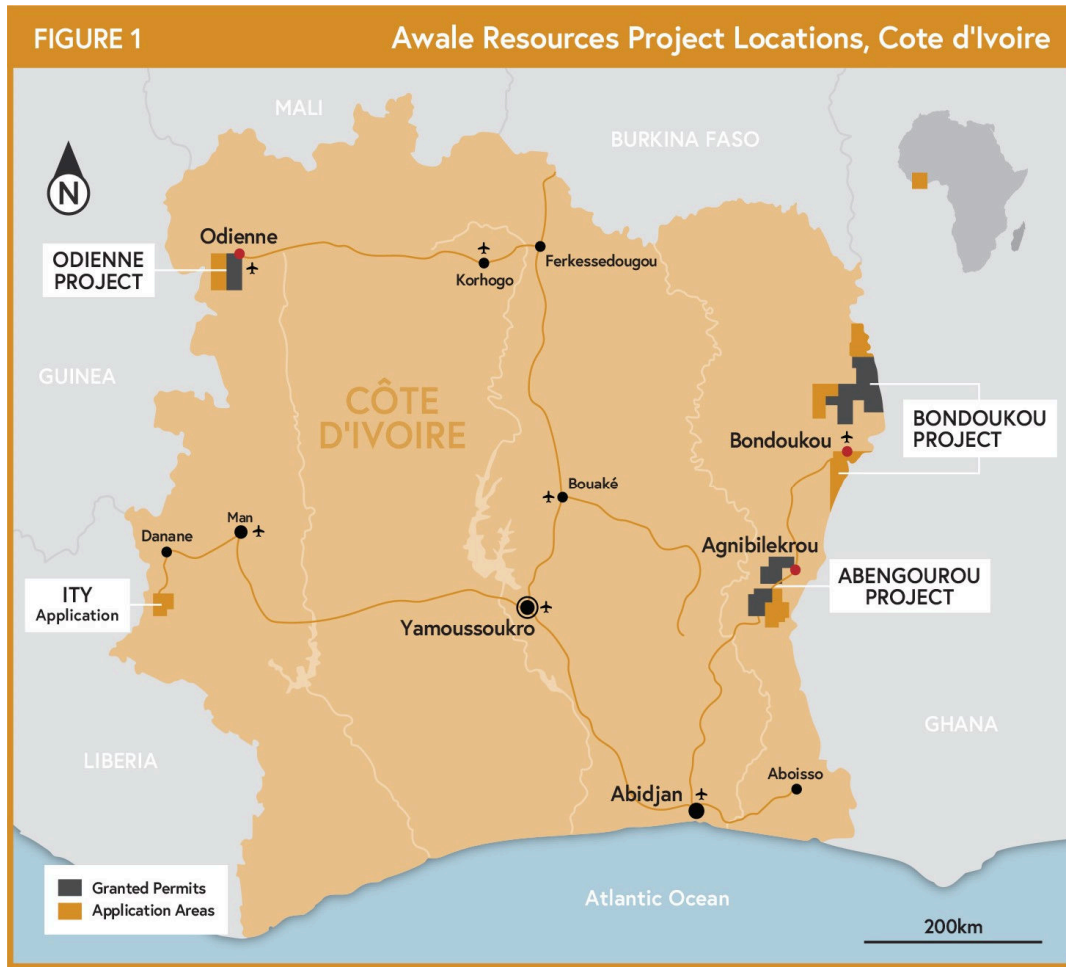 FIGURE 1
Awale Resources Project Locations, Cote d'Ivoire
MALI
BURKINA FASO
N
Odienne
ODIENNE
PROJECT
Korhogo
Ferkessedougou
GUINEA
CÔTE
D'IVOIRE
Bondoukou
BONDOUKOU
PROJECT
Bouaké
Man
Danane
Agnibilekrou
ABENGOUROU
PROJECT
ITY
Application
Yamoussoukro
LIBERIA
GHANA
Aboisso
Abidjan
Granted Permits
Application Areas
Atlantic Ocean
200km